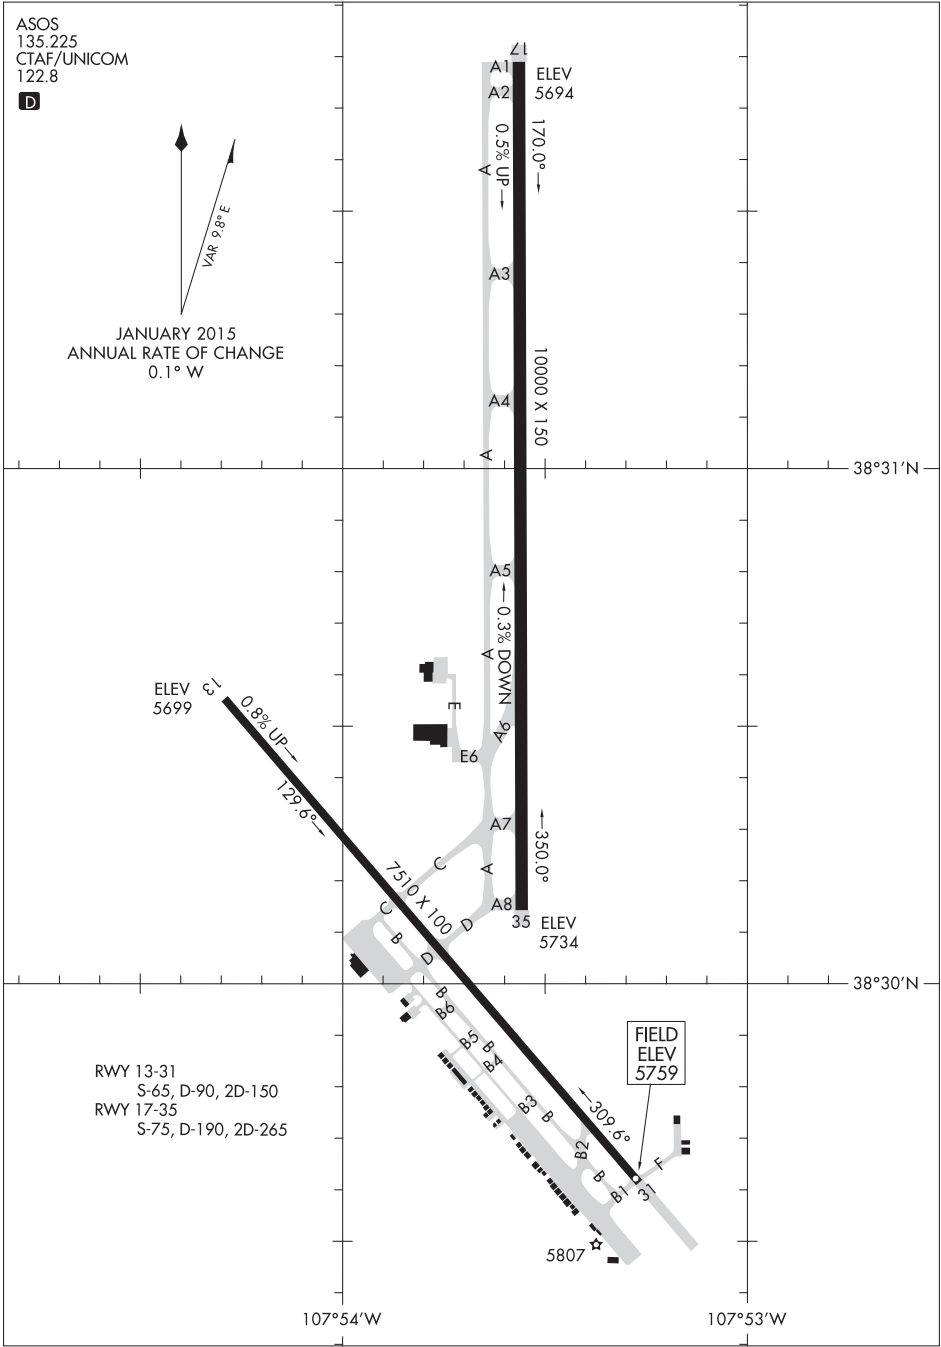 ASOS
135.225
CTAF/UNICOM
122.8
D
VAR 9.8° E
JANUARY 2015
ANNUAL RATE OF CHANGE
0.1° W
17
A1
ELEV
5694
A2
0.5% UP
170.0°
A
A3
10000 X 150
A4
A
38°31'N
A5
0.3% DOWN
A
E
A6
E6
ELEV
5699
13
0.8% UP
129.6°
A7
350.0°
C
A
7510 X 100
A8
35
ELEV
5734
C
D
B
D
38°30'N
B
B6
B5
B
B4
B3
B
FIELD
ELEV
5759
309.6°
B2
F
B
B1
31
RWY 13-31
S-65, D-90, 2D-150
RWY 17-35
S-75, D-190, 2D-265
5807
107°54'W
107°53'W